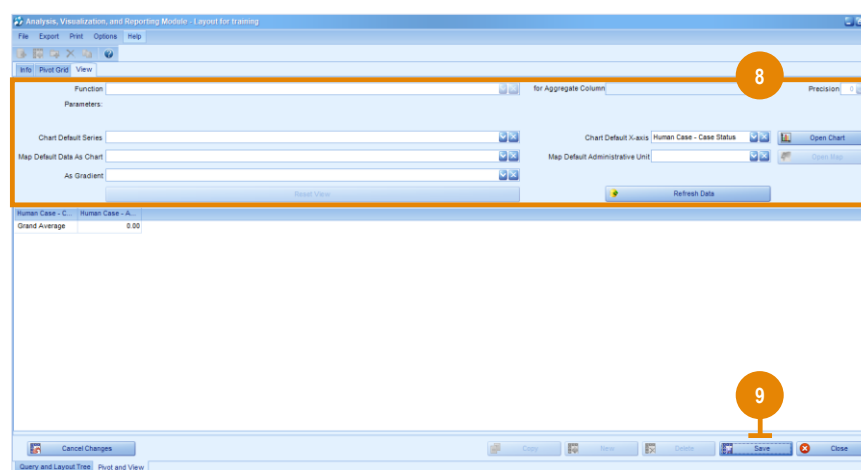 Analysis, Visualization, and Reporting Module - Layout for training
File Export Print Options Help
Info Pivot Grid View
8
Function for Aggregate Column Precision 0
Parameters:
Chart Default Series Chart Default X-axis Human Case - Case Status Open Chart
Map Default Data As Chart Map Default Administrative Unit Open Map
As Gradient
Reset View Refresh Data
Human Case - C... Human Case - A...
Grand Average 0.00
9
Cancel Changes Copy New Delete Save Close
Query and Layout Tree Pivot and View